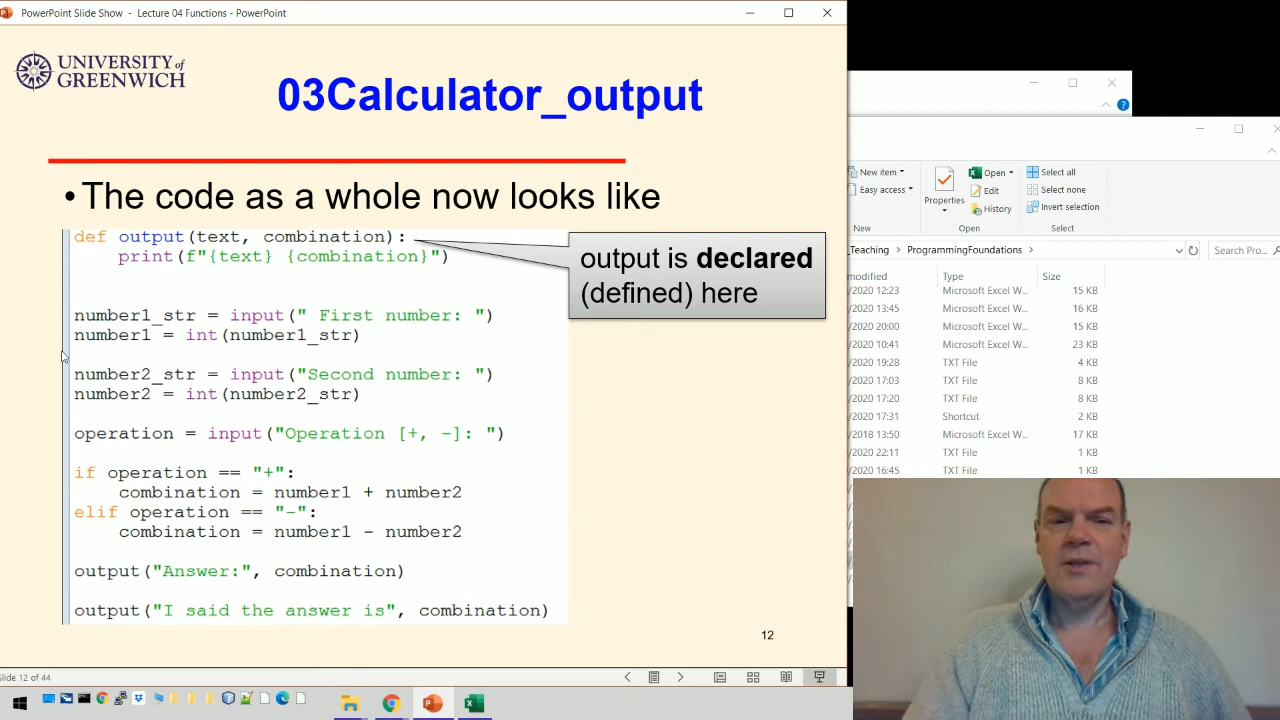 PowerPoint Slide Show - Lecture 04 Functions - PowerPoint
UNIVERSITY of
GREENWICH
03Calculator_output
• The code as a whole now looks like
def output(text, combination):
    print(f"{text} {combination}")
number1_str = input(" First number: ")
number1 = int(number1_str)
number2_str = input("Second number: ")
number2 = int(number2_str)
operation = input("Operation [+, -]: ")
if operation == "+":
    combination = number1 + number2
elif operation == "-":
    combination = number1 - number2
output("Answer:", combination)
output("I said the answer is", combination)
output is declared
(defined) here
12
Slide 12 of 44
New item
Easy access
New
Properties
Open
Edit
History
Open
Select all
Select none
Invert selection
Select
_Teaching > ProgrammingFoundations
Search Pro...
modified Type Size
/2020 12:23 Microsoft Excel W... 15 KB
/2020 13:45 Microsoft Excel W... 16 KB
/2020 20:00 Microsoft Excel W... 15 KB
/2020 10:41 Microsoft Excel W... 23 KB
/2020 19:28 TXT File 4 KB
/2020 17:03 TXT File 8 KB
/2020 17:20 TXT File 8 KB
/2020 17:31 Shortcut 2 KB
/2018 13:50 Microsoft Excel W... 17 KB
/2020 22:11 TXT File 1 KB
/2020 16:45 TXT File 1 KB